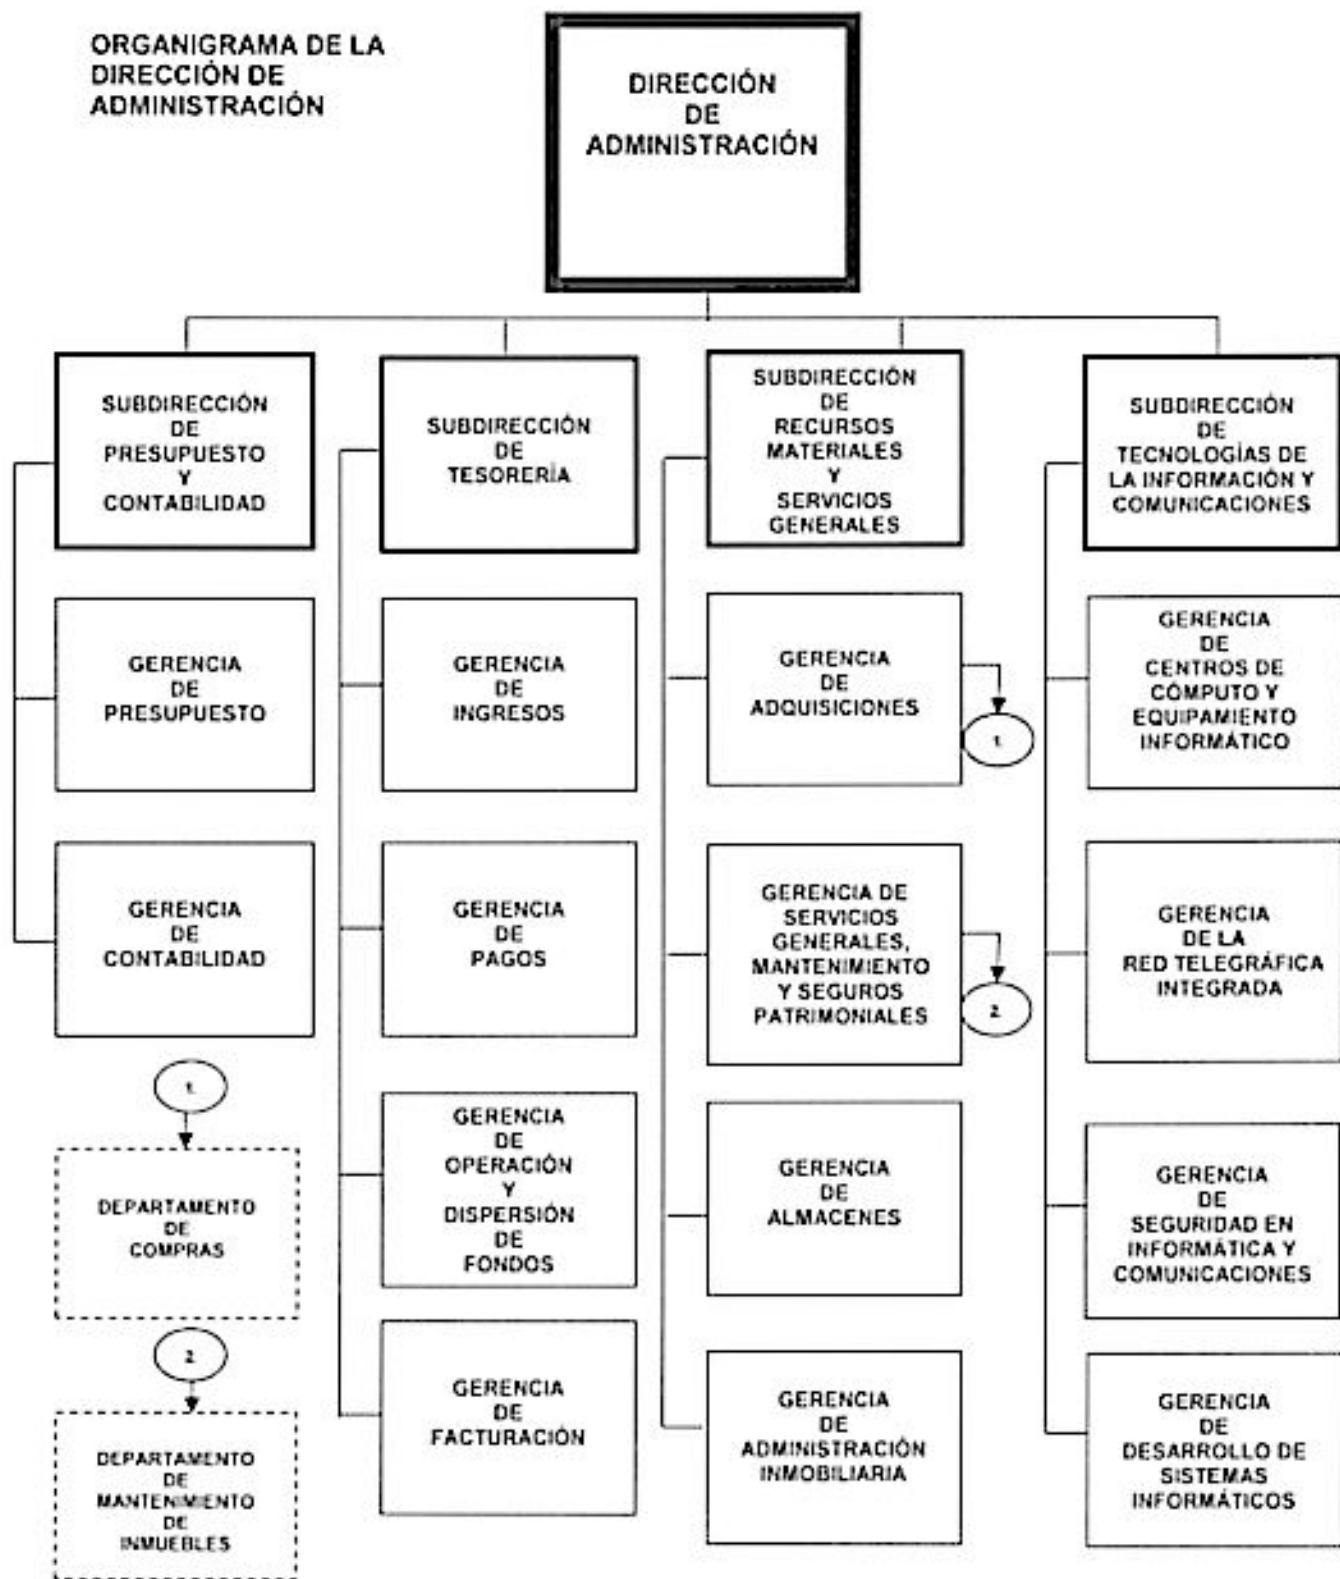 ORGANIGRAMA DE LA
DIRECCIÓN DE
ADMINISTRACIÓN
DIRECCIÓN
DE
ADMINISTRACIÓN
SUBDIRECCIÓN
DE
PRESUPUESTO
Y
CONTABILIDAD
SUBDIRECCIÓN
DE
TESORERÍA
SUBDIRECCIÓN
DE
RECURSOS
MATERIALES
Y
SERVICIOS
GENERALES
SUBDIRECCIÓN
DE
TECNOLOGÍAS DE
LA INFORMACIÓN Y
COMUNICACIONES
GERENCIA
DE
PRESUPUESTO
GERENCIA
DE
INGRESOS
GERENCIA
DE
ADQUISICIONES
1.
GERENCIA
DE
CENTROS DE
CÓMPUTO Y
EQUIPAMIENTO
INFORMÁTICO
GERENCIA
DE
CONTABILIDAD
GERENCIA
DE
PAGOS
GERENCIA DE
SERVICIOS
GENERALES,
MANTENIMIENTO
Y SEGUROS
PATRIMONIALES
2.
GERENCIA
DE LA
RED TELEGRÁFICA
INTEGRADA
1.
DEPARTAMENTO
DE
COMPRAS
GERENCIA
DE
OPERACIÓN
Y
DISPERSIÓN
DE
FONDOS
GERENCIA
DE
ALMACENES
GERENCIA
DE
SEGURIDAD EN
INFORMÁTICA Y
COMUNICACIONES
2
DEPARTAMENTO
DE
MANTENIMIENTO
DE
INMUEBLES
GERENCIA
DE
FACTURACIÓN
GERENCIA
DE
ADMINISTRACIÓN
INMOBILIARIA
GERENCIA
DE
DESARROLLO DE
SISTEMAS
INFORMÁTICOS